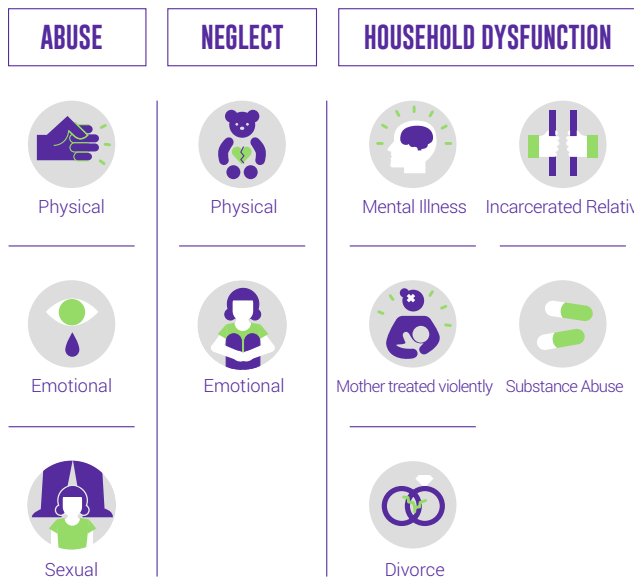 ABUSE
NEGLECT
HOUSEHOLD DYSFUNCTION
Physical
Physical
Mental Illness
Incarcerated Relativ
Emotional
Emotional
Mother treated violently
Substance Abuse
Sexual
Divorce